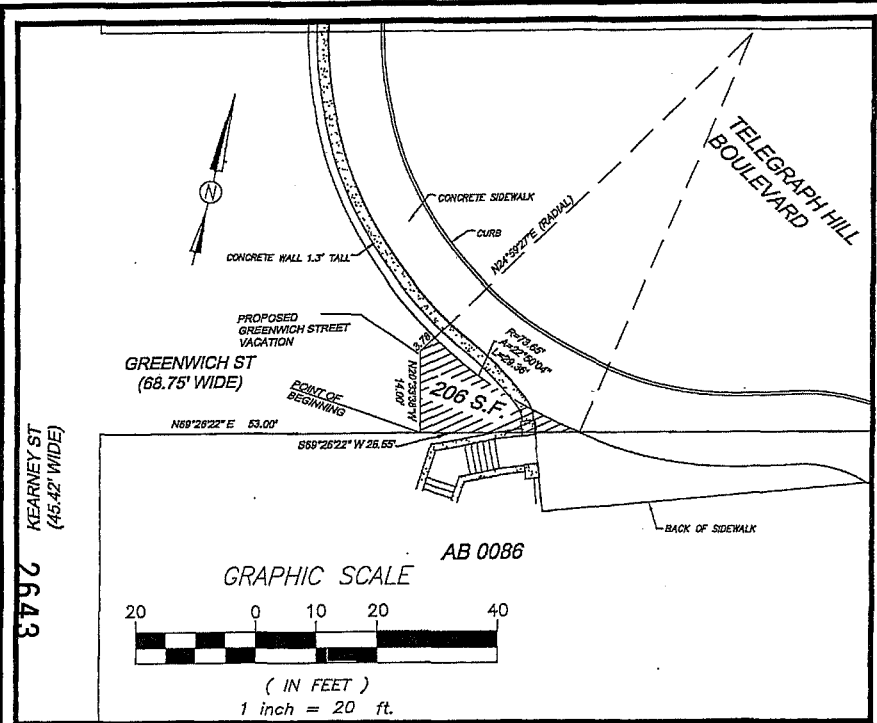 TELEGRAPH HILL
BOULEVARD
N
CONCRETE SIDEWALK
CURB
N24°59'27"E (RADIAL)
CONCRETE WALL 1.3' TALL
PROPOSED
GREENWICH STREET
VACATION
3.78'
R=73.65'
Δ=22°50'04"
L=29.36'
GREENWICH ST
(68.75' WIDE)
N20°33'38"W
14.00'
206 S.F.
POINT OF
BEGINNING
N69°26'22" E 53.00'
S69°26'22" W 26.55'
KEARNEY ST
(45.42' WIDE)
BACK OF SIDEWALK
AB 0086
2643
GRAPHIC SCALE
20 0 10 20 40
( IN FEET )
1 inch = 20 ft.